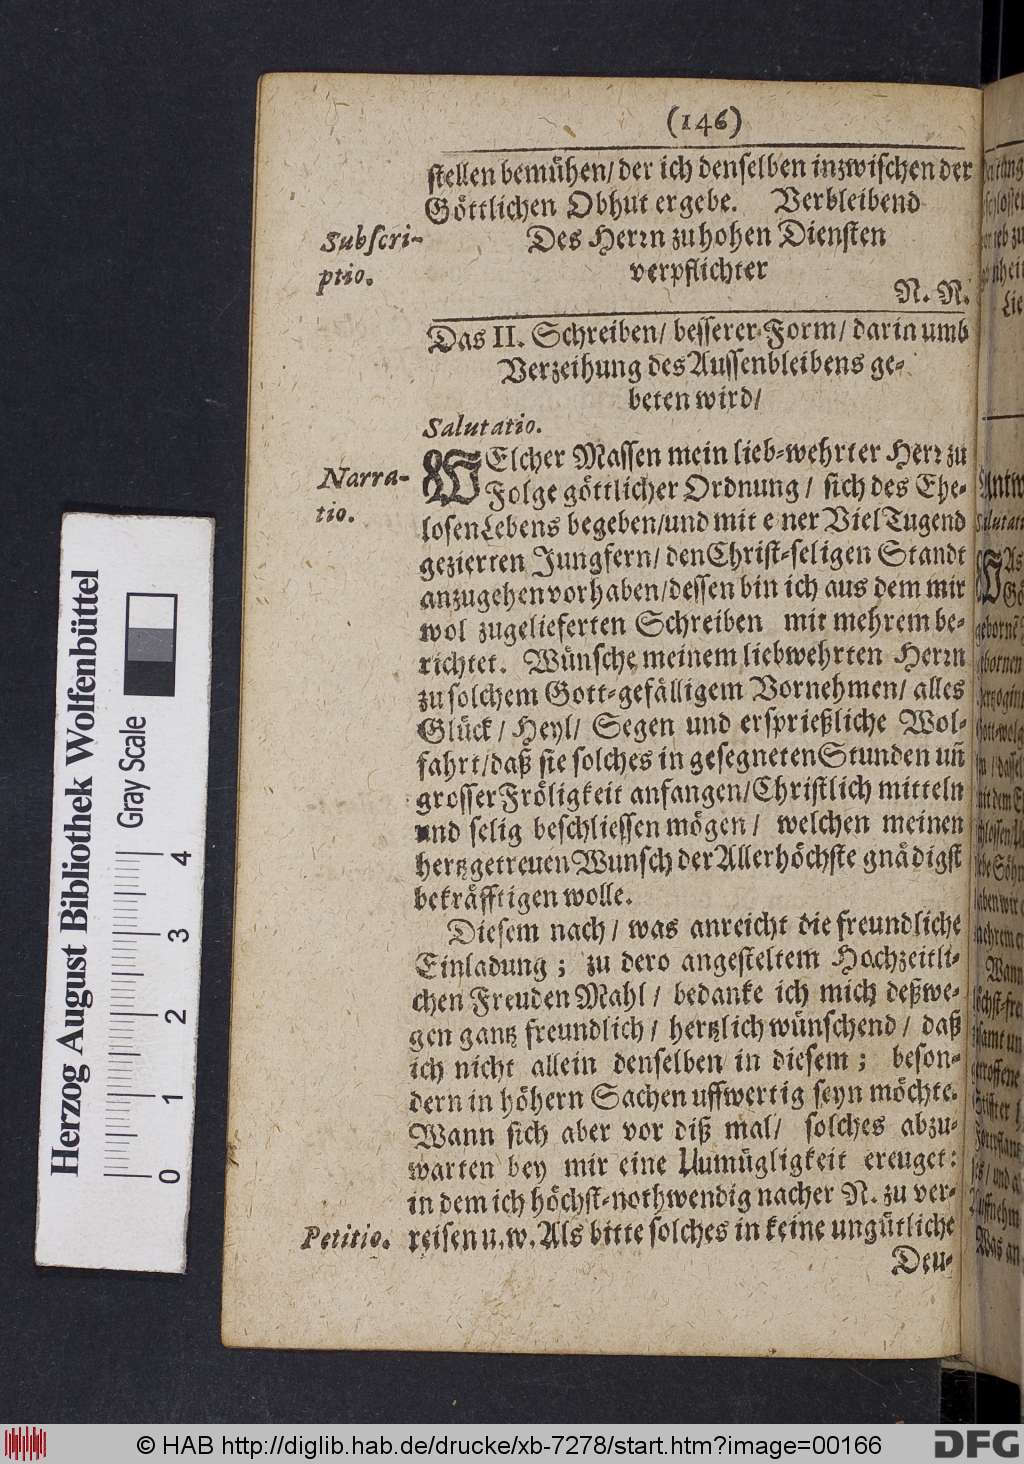 (146)
stellen bemühen/ der ich denselben inzwischen der
Göttlichen Obhut ergebe. Verbleibend
Subscri-
ptio.
Des Herrn zu hohen Diensten
verpflichter
N. N.
Das II. Schreiben/ besserer Form/ darin umb
Verzeihung des Aussenbleibens ge-
beten wird/
Salutatio.
Narra-
tio.
WElcher Massen mein lieb-wehrter Herr zu
Folge göttlicher Ordnung/ sich des Ehe-
losen Lebens begeben/ und mit e ner Viel Tugend
gezierten Jungfern/ den Christ-seligen Standt
anzugehen vorhaben/ dessen bin ich aus dem mir
wol zugelieferten Schreiben mit mehrem be-
richtet. Wünsche meinem liebwehrten Herrn
zu solchem Gott-gefälligem Vornehmen/ alles
Glück/ Heyl/ Segen und ersprießliche Wol-
fahrt/ daß sie solches in gesegneten Stunden uñ
grosser Fröligkeit anfangen/ Christlich mitteln
und selig beschliessen mögen/ welchen meinen
hertzgetreuen Wunsch der Allerhöchste gnädigst
bekräfftigen wolle.
Diesem nach/ was anreicht die freundliche
Einladung; zu dero angesteltem Hochzeitli-
chen Freuden Mahl/ bedanke ich mich deßwe-
gen gantz freundlich/ hertzlich wünschend/ daß
ich nicht allein denselben in diesem; beson-
dern in höhern Sachen uffwertig seyn möchte.
Wann sich aber vor diß mal/ solches abzu-
warten bey mir eine Uumügligkeit ereuget:
in dem ich höchst-nothwendig nacher N. zu ver-
Petitio.
reisen u. w. Als bitte solches in keine ungütliche
Deu-
Herzog August Bibliothek Wolfenbüttel
Gray Scale
0 1 2 3 4
© HAB http://diglib.hab.de/drucke/xb-7278/start.htm?image=00166
DFG